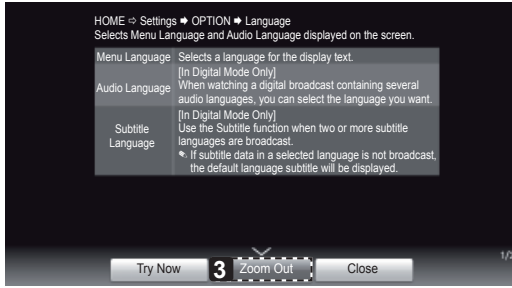 HOME ⇨ Settings ➡ OPTION ➡ Language
Selects Menu Language and Audio Language displayed on the screen.
Menu Language Selects a language for the display text.
Audio Language [In Digital Mode Only]
When watching a digital broadcast containing several
audio languages, you can select the language you want.
Subtitle
Language
[In Digital Mode Only]
Use the Subtitle function when two or more subtitle
languages are broadcast.
✎ If subtitle data in a selected language is not broadcast,
the default language subtitle will be displayed.
1/2
Try Now 3 Zoom Out Close